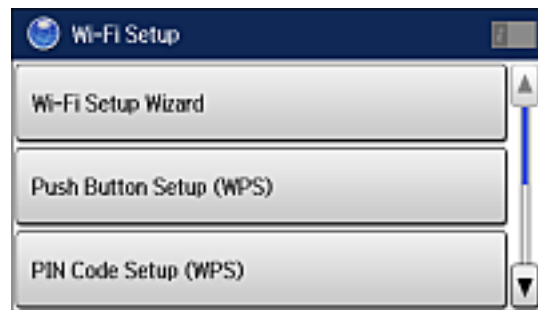 Wi-Fi Setup
Wi-Fi Setup Wizard
Push Button Setup (WPS)
PIN Code Setup (WPS)